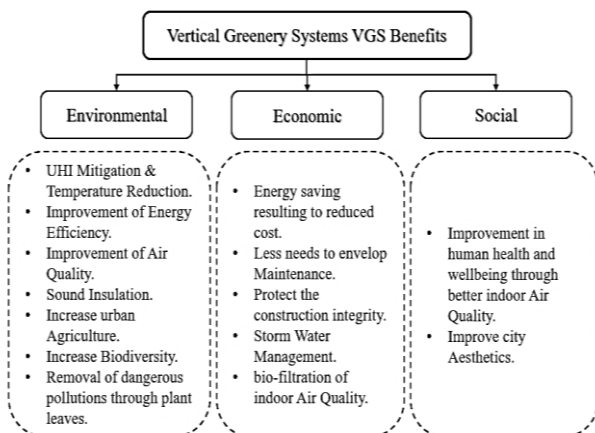 Vertical Greenery Systems VGS Benefits
Environmental
Economic
Social
• UHI Mitigation &
Temperature Reduction.
• Improvement of Energy
Efficiency.
• Improvement of Air
Quality.
• Sound Insulation.
• Increase urban
Agriculture.
• Increase Biodiversity.
• Removal of dangerous
pollutions through plant
leaves.
• Energy saving
resulting to reduced
cost.
• Less needs to envelop
Maintenance.
• Protect the
construction integrity.
• Storm Water
Management.
• bio-filtration of
indoor Air Quality.
• Improvement in
human health and
wellbeing through
better indoor Air
Quality.
• Improve city
Aesthetics.